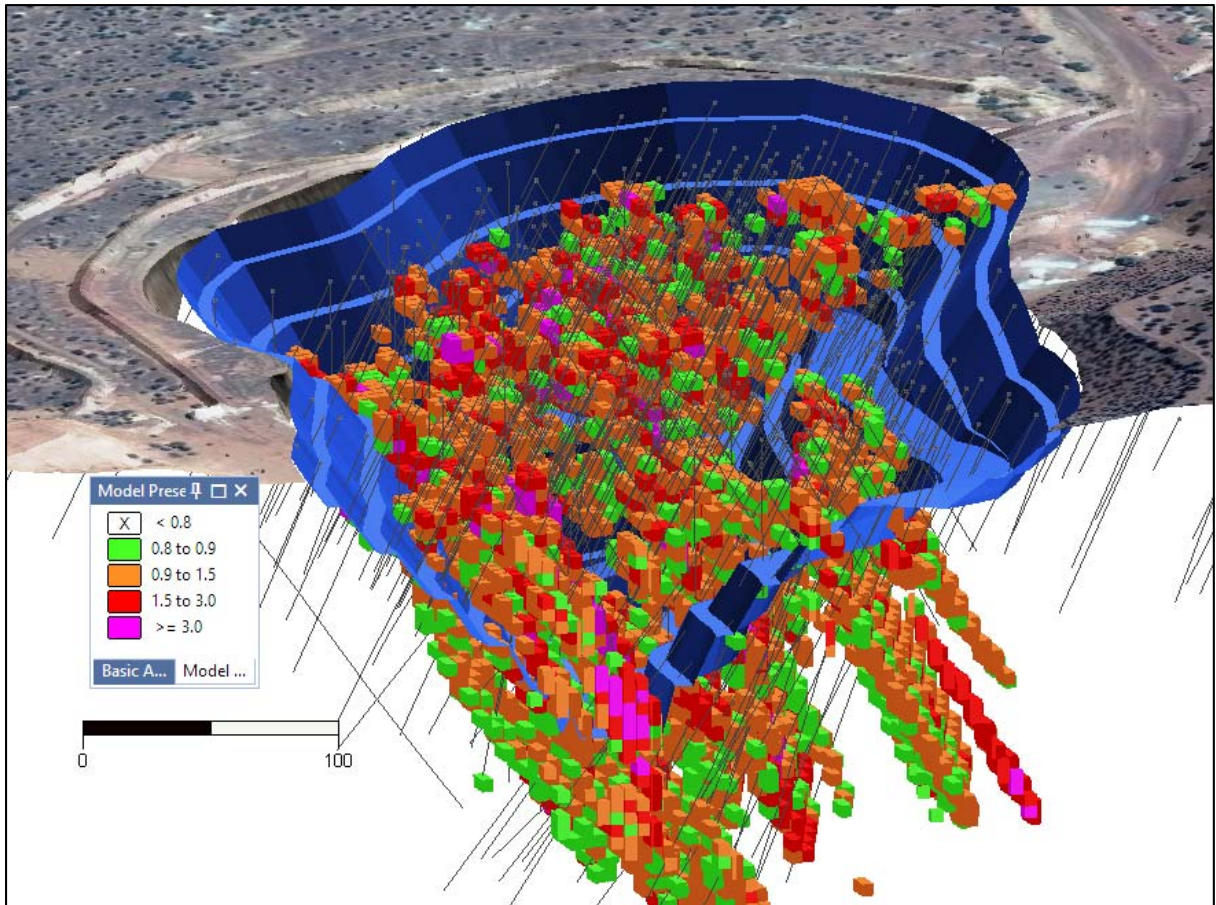 Model Prese
X < 0.8
0.8 to 0.9
0.9 to 1.5
1.5 to 3.0
>= 3.0
Basic A... Model ...
0 100